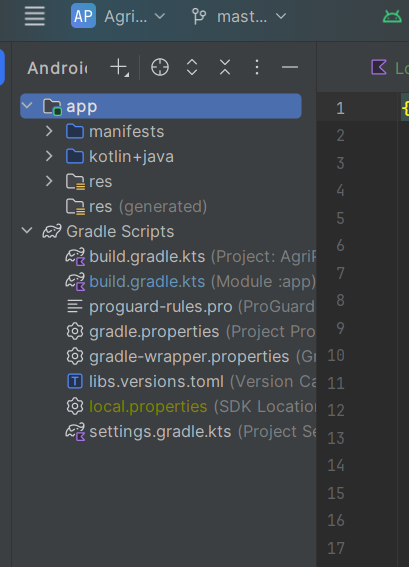 AP Agri... mast...
Android
Lo
app
manifests
kotlin+java
res
res (generated)
Gradle Scripts
build.gradle.kts (Project: AgriP
build.gradle.kts (Module :app)
proguard-rules.pro (ProGuard
gradle.properties (Project Pro
gradle-wrapper.properties (Gr
libs.versions.toml (Version Ca
local.properties (SDK Location
settings.gradle.kts (Project Se
1 {
2
3
4
5
6
7
8
9
10
11
12
13
14
15
16
17